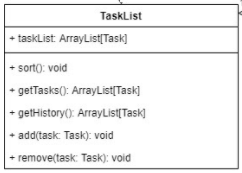 TaskList
+ taskList: ArrayList[Task]
+ sort(): void
+ getTasks(): ArrayList[Task]
+ getHistory(): ArrayList[Task]
+ add(task: Task): void
+ remove(task: Task): void